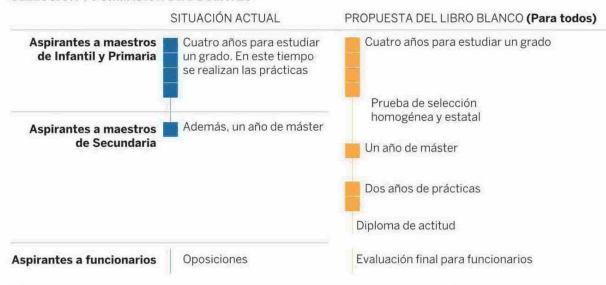 SITUACIÓN ACTUAL
PROPUESTA DEL LIBRO BLANCO (Para todos)
Aspirantes a maestros
de Infantil y Primaria
Cuatro años para estudiar
un grado. En este tiempo
se realizan las prácticas
Cuatro años para estudiar un grado
Prueba de selección
homogénea y estatal
Aspirantes a maestros
de Secundaria
Además, un año de máster
Un año de máster
Dos años de prácticas
Diploma de actitud
Aspirantes a funcionarios
Oposiciones
Evaluación final para funcionarios